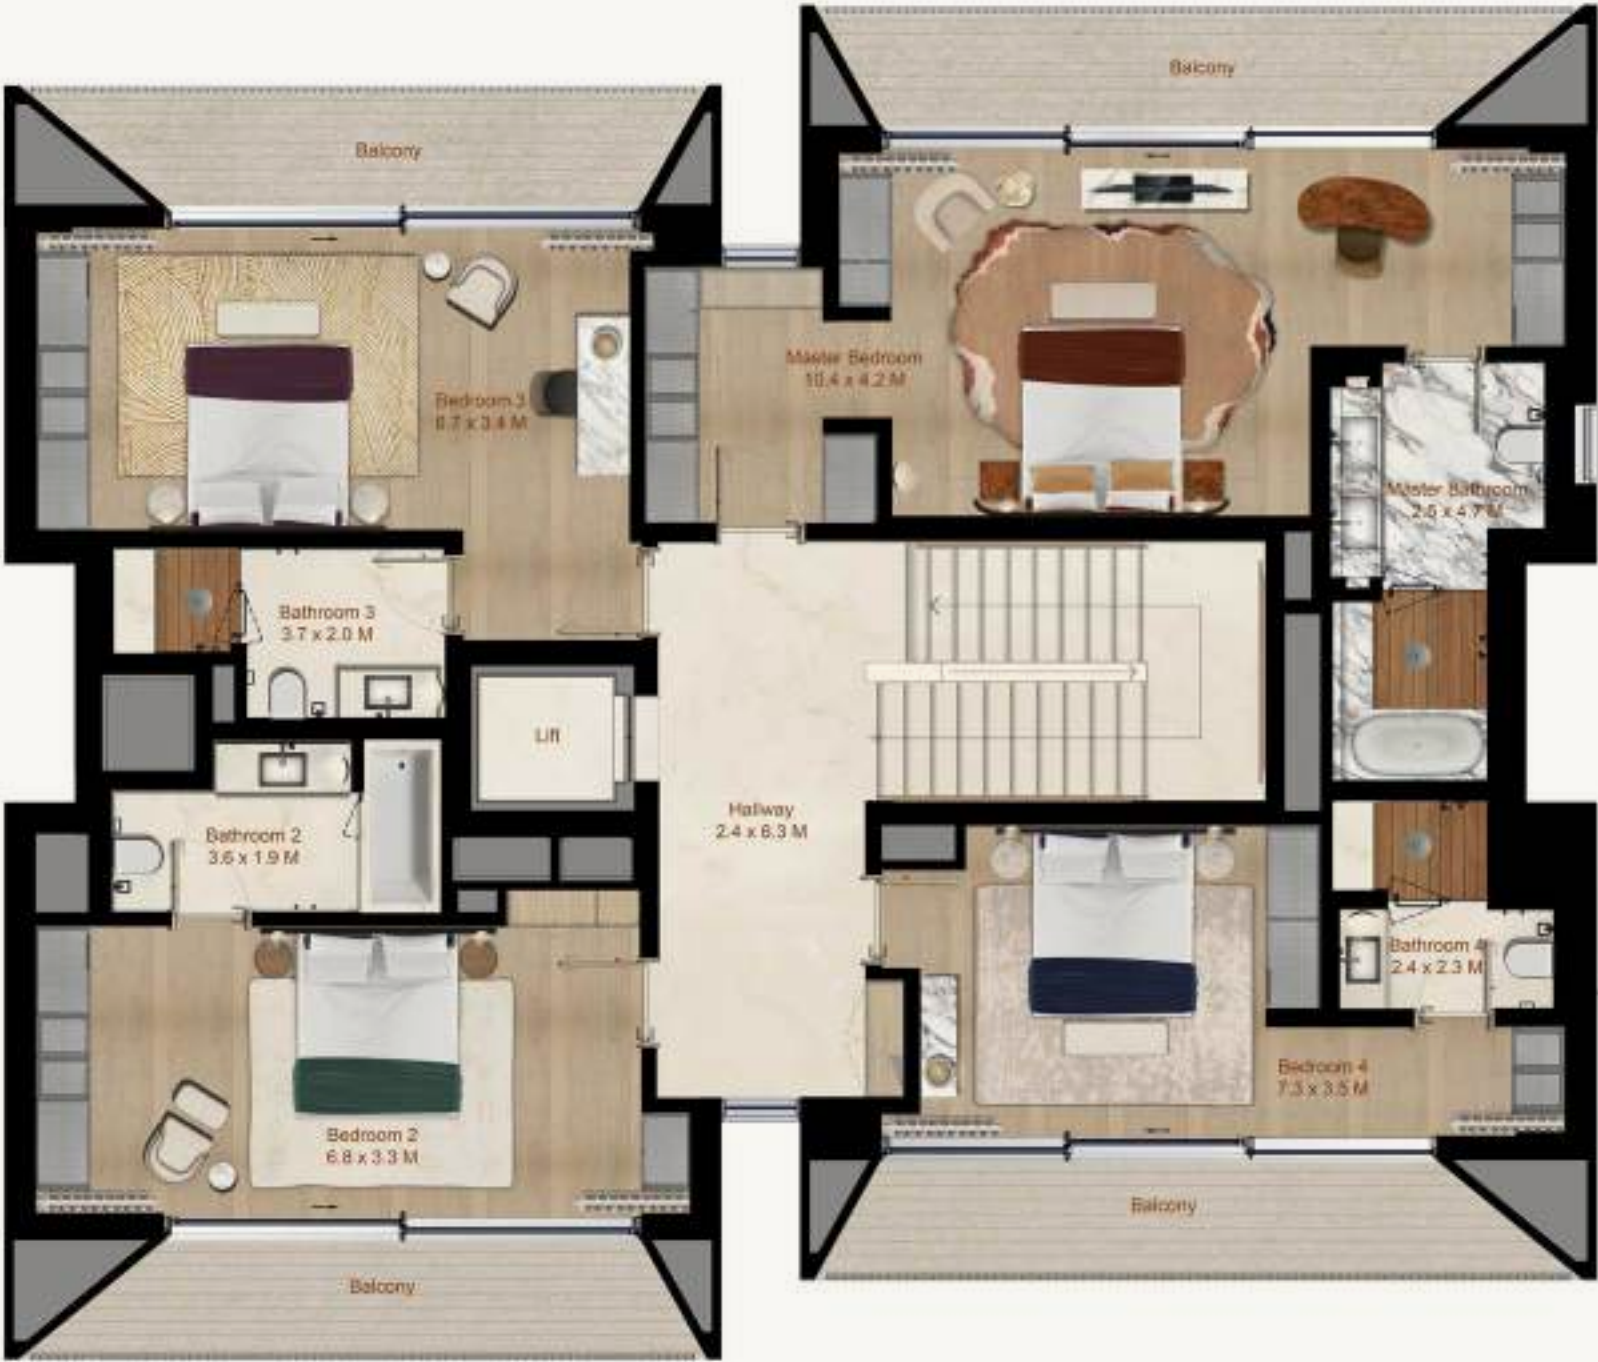 Balcony
Balcony
Master Bedroom
10.4 x 4.2 M
Bedroom 3
6.7 x 3.4 M
Master Bathroom
2.5 x 4.7 M
Bathroom 3
3.7 x 2.0 M
Lift
Hallway
2.4 x 6.3 M
Bathroom 2
3.6 x 1.9 M
Bathroom 4
2.4 x 2.3 M
Bedroom 4
7.3 x 3.5 M
Bedroom 2
6.8 x 3.3 M
Balcony
Balcony